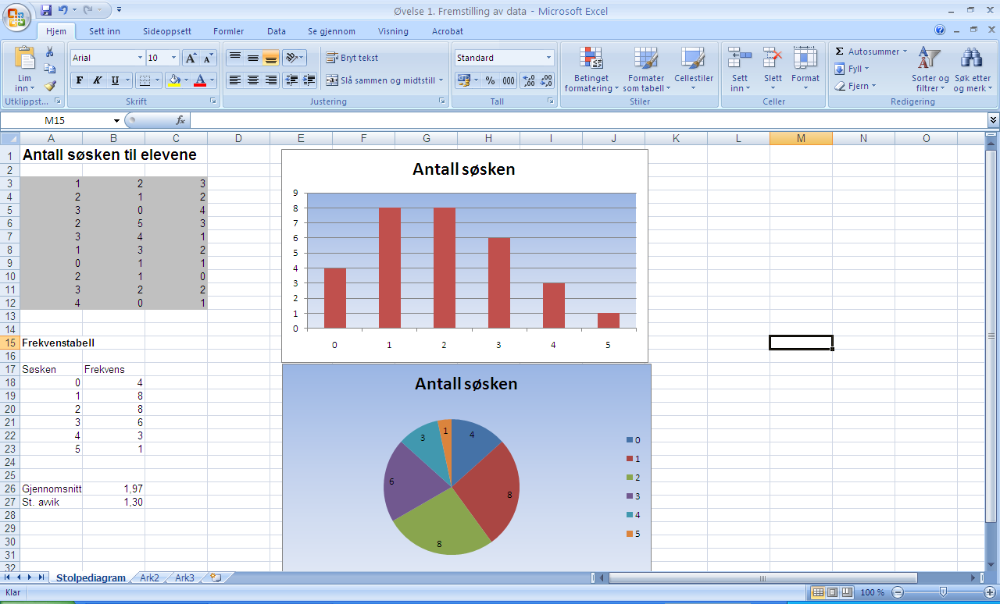 Øvelse 1. Fremstilling av data - Microsoft Excel
Hjem Sett inn Sideoppsett Formler Data Se gjennom Visning Acrobat
Lim inn
Utklippst...
Arial 10
F K U
Skrift
Bryt tekst
Slå sammen og midtstill
Justering
Standard
% 000
Tall
Betinget formatering
Formater som tabell
Cellestiler
Stiler
Sett inn
Slett
Format
Celler
Autosummer
Fyll
Fjern
Sorter og filtrer
Søk etter og merk
Redigering
M15 fx
A B C D E F G H I J K L M N O
1 Antall søsken til elevene
2
3 1 2 3
4 2 1 2
5 3 0 4
6 2 5 3
7 3 4 1
8 1 3 2
9 0 1 1
10 2 1 0
11 3 2 2
12 4 0 1
13
14
15 Frekvenstabell
16
17 Søsken Frekvens
18 0 4
19 1 8
20 2 8
21 3 6
22 4 3
23 5 1
24
25
26 Gjennomsnitt 1,97
27 St. avvik 1,30
28
29
30
31
32
Antall søsken
9
8
7
6
5
4
3
2
1
0
0 1 2 3 4 5
Antall søsken
1 4
3
6 8
8
0
1
2
3
4
5
Stolpediagram Ark2 Ark3
Klar 100 %